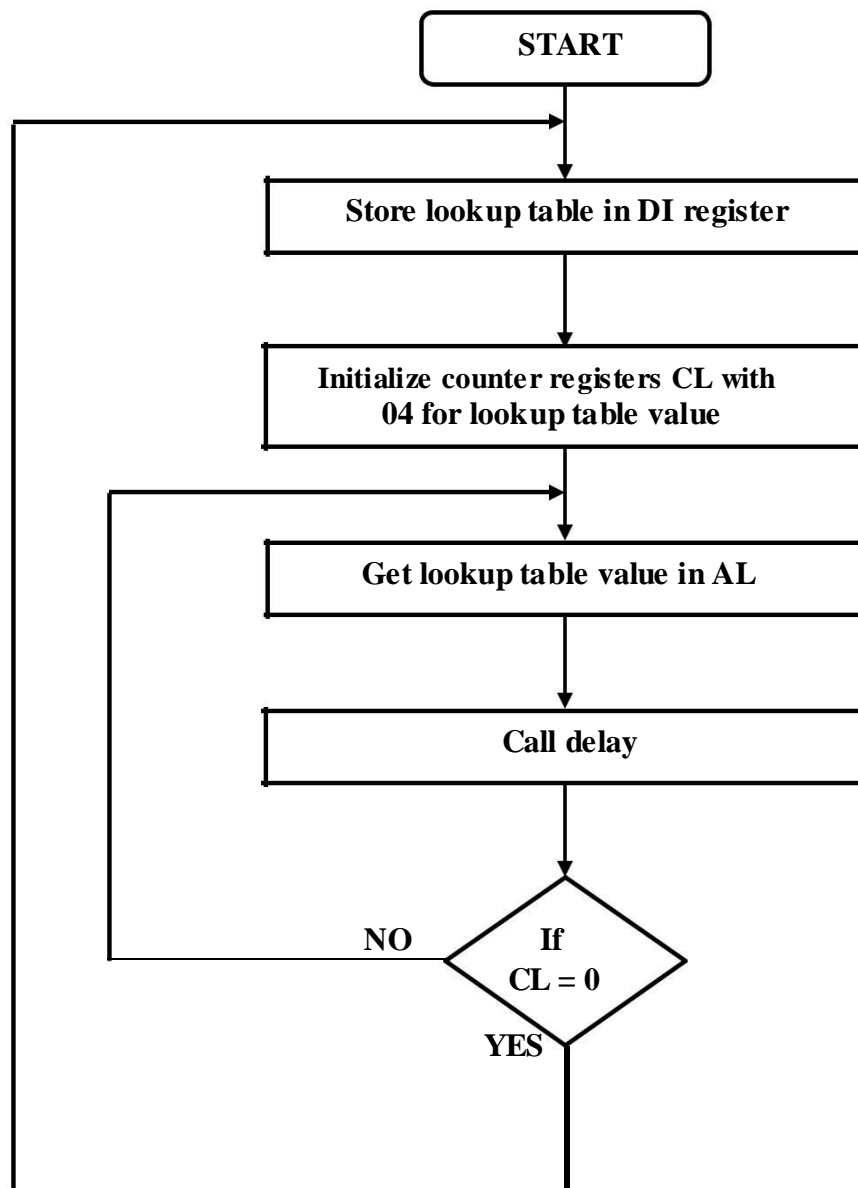 START
Store lookup table in DI register
Initialize counter registers CL with
04 for lookup table value
Get lookup table value in AL
Call delay
NO
If
CL = 0
YES